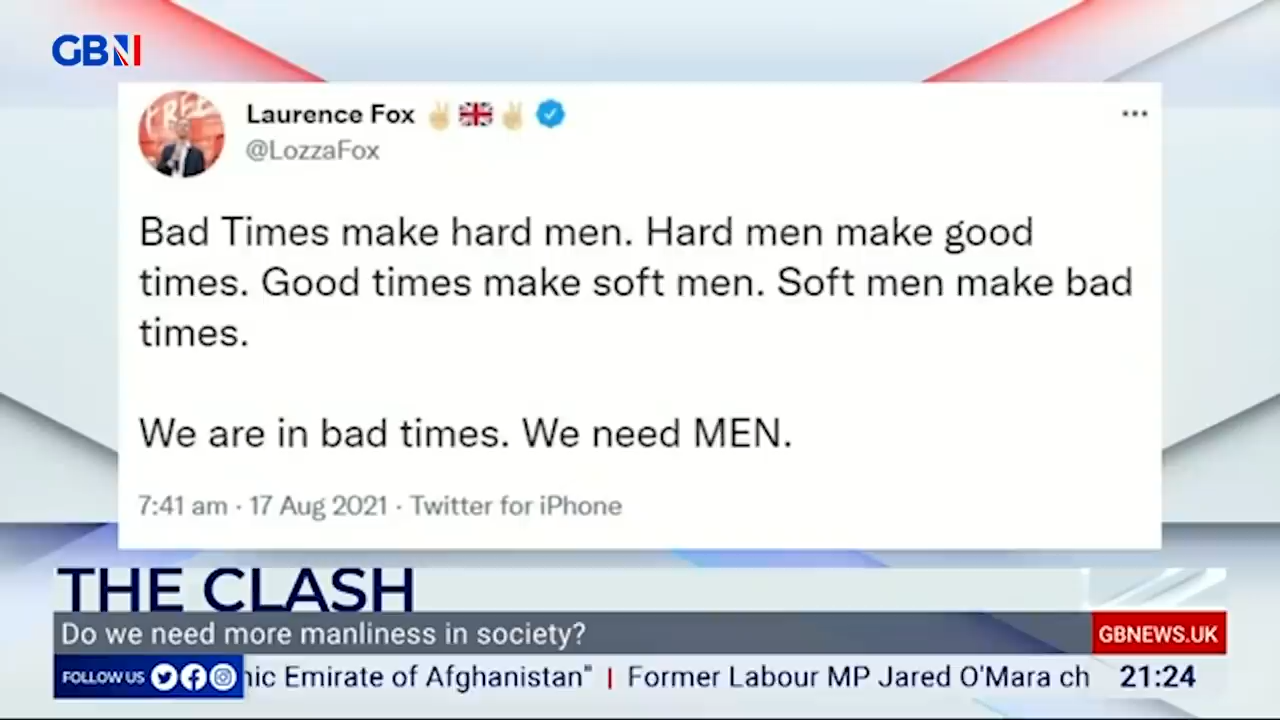 GBN
FREE
Laurence Fox ✌🏼🇬🇧✌🏼
@LozzaFox
Bad Times make hard men. Hard men make good
times. Good times make soft men. Soft men make bad
times.
We are in bad times. We need MEN.
7:41 am · 17 Aug 2021 · Twitter for iPhone
THE CLASH
Do we need more manliness in society?
GBNEWS.UK
FOLLOW US
nic Emirate of Afghanistan" | Former Labour MP Jared O'Mara ch
21:24